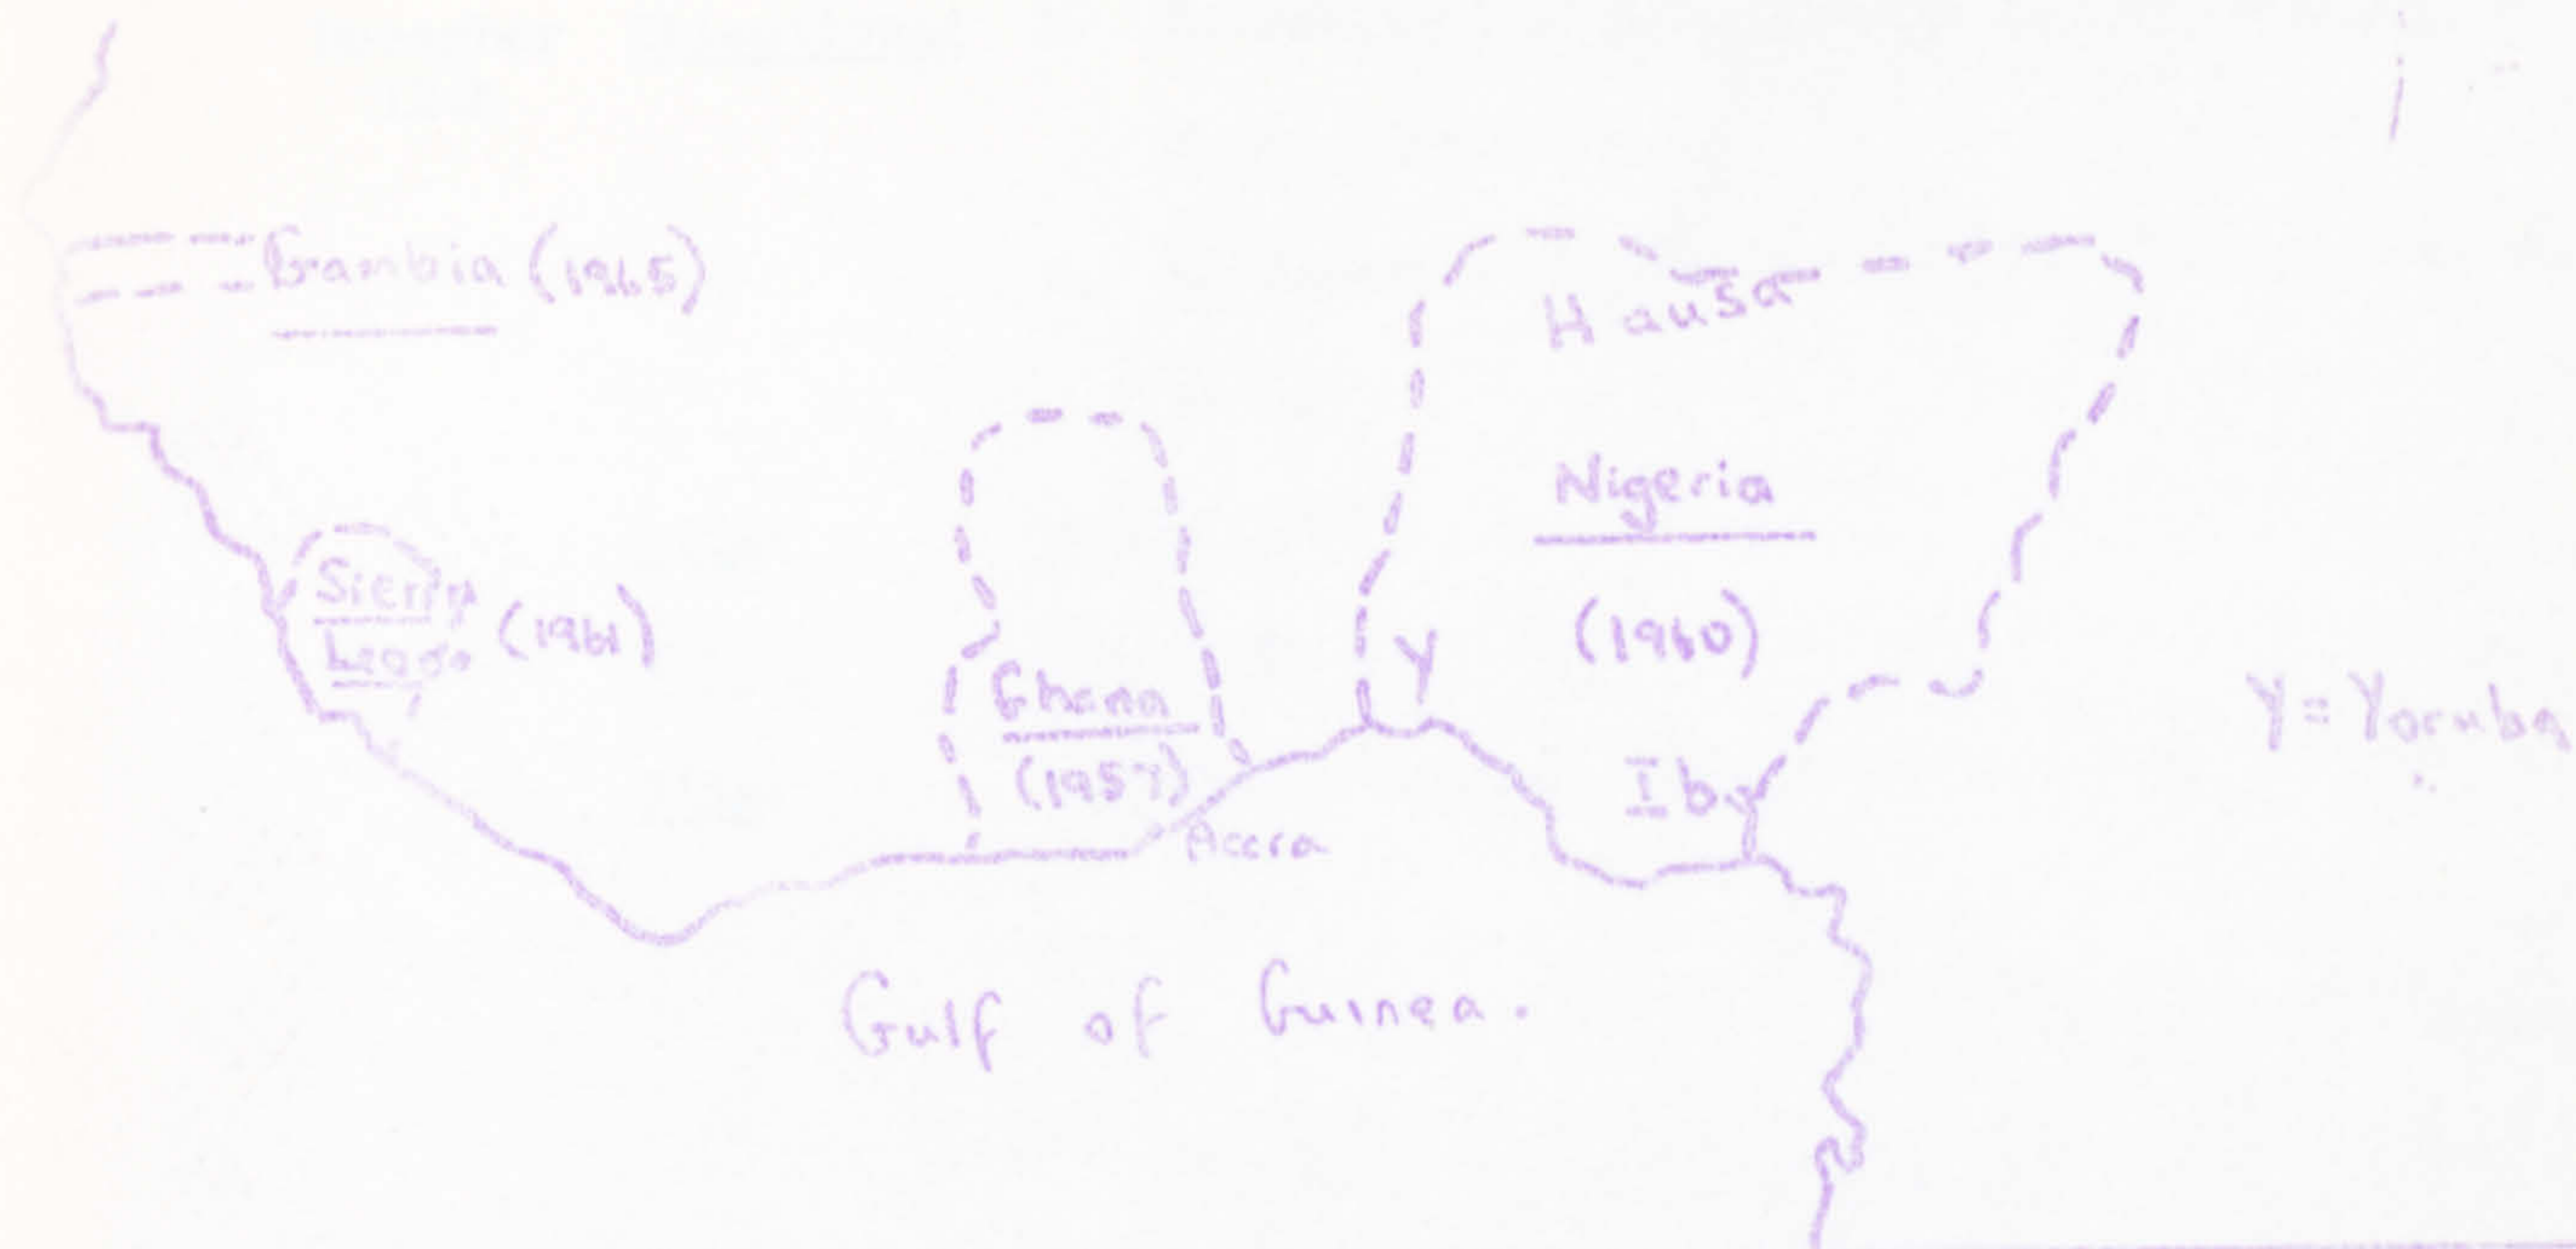 Gambia (1965)
Hausa
Nigeria
(1960)
Sierra
Leone
(1961)
Y
Ghana
(1957)
Y = Yoruba
Ibo
Accra
Gulf of Guinea.